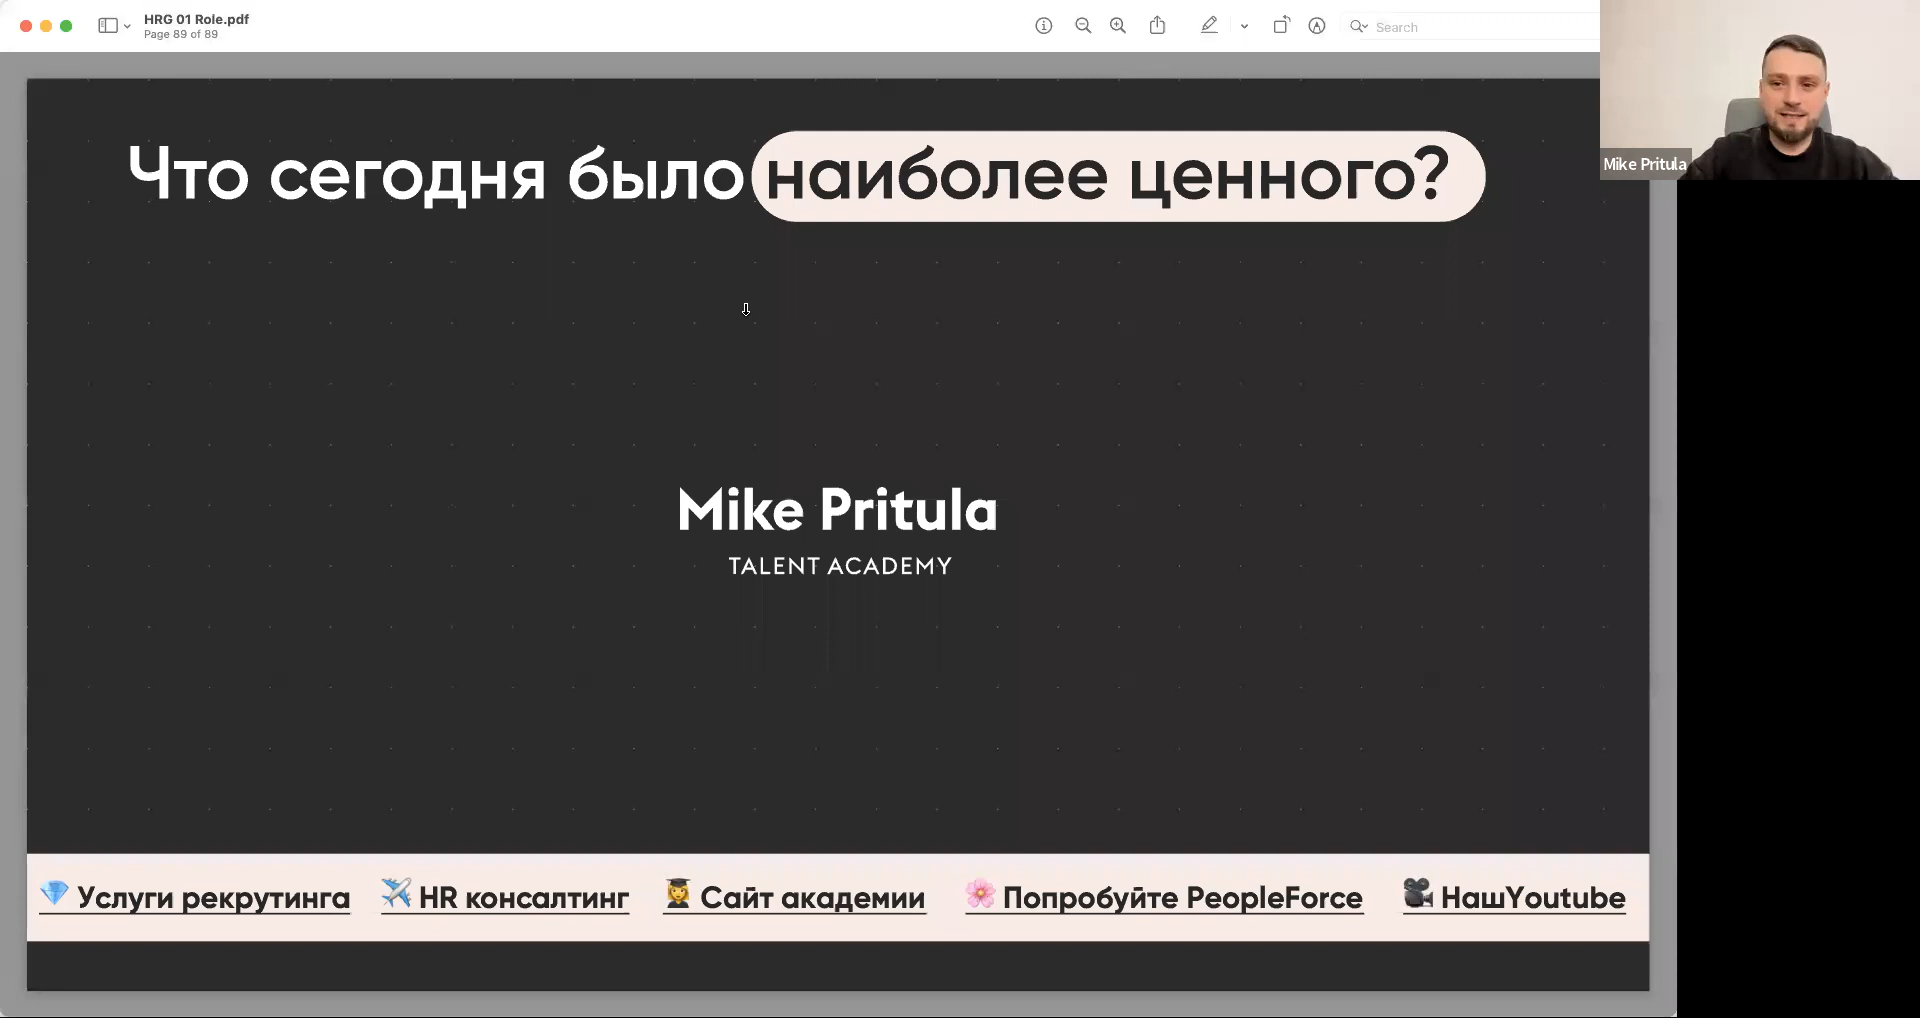 HRG 01 Role.pdf
Page 89 of 89
Search
Mike Pritula
Что сегодня было наиболее ценного?
Mike Pritula
TALENT ACADEMY
Услуги рекрутинга HR консалтинг Сайт академии Попробуйте PeopleForce НашYoutube